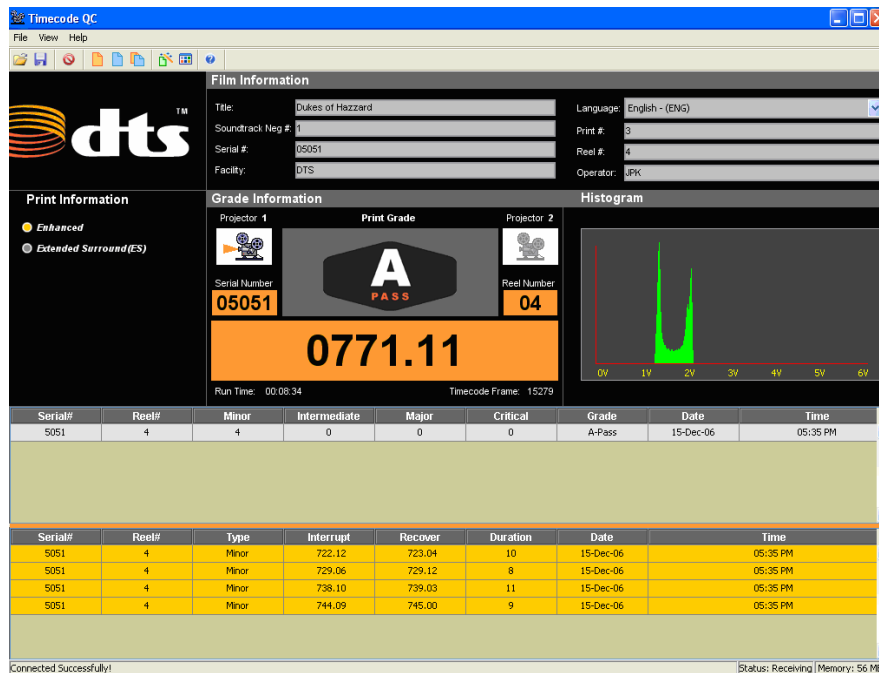 Timecode QC
File View Help
Film Information
dts TM
Title: Dukes of Hazzard
Language: English - (ENG)
Soundtrack Neg #: 1
Print #: 3
Serial #: 05051
Reel #: 4
Facility: DTS
Operator: JPK
Print Information
Grade Information
Histogram
Enhanced
Extended Surround(ES)
Projector 1
Print Grade
Projector 2
A
PASS
Serial Number
Reel Number
05051
04
0771.11
Run Time: 00:08:34
Timecode Frame: 15279
0V 1V 2V 3V 4V 5V 6V
Serial# Reel# Minor Intermediate Major Critical Grade Date Time
5051 4 4 0 0 0 A-Pass 15-Dec-06 05:35 PM
Serial# Reel# Type Interrupt Recover Duration Date Time
5051 4 Minor 722.12 723.04 10 15-Dec-06 05:35 PM
5051 4 Minor 729.06 729.12 8 15-Dec-06 05:35 PM
5051 4 Minor 738.10 739.03 11 15-Dec-06 05:35 PM
5051 4 Minor 744.09 745.00 9 15-Dec-06 05:35 PM
Connected Successfully!
Status: Receiving Memory: 56 M